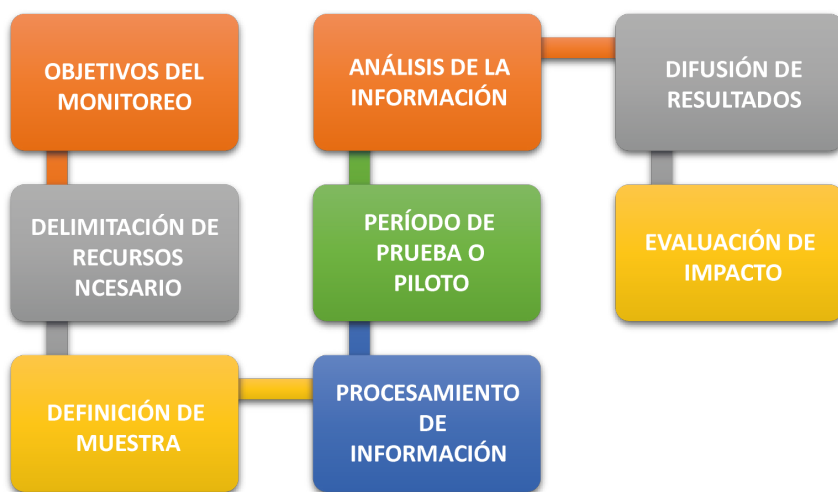 OBJETIVOS DEL
MONITOREO
DELIMITACIÓN DE
RECURSOS
NCESARIO
DEFINICIÓN DE
MUESTRA
PROCESAMIENTO
DE
INFORMACIÓN
PERÍODO DE
PRUEBA O
PILOTO
ANÁLISIS DE LA
INFORMACIÓN
DIFUSIÓN DE
RESULTADOS
EVALUACIÓN DE
IMPACTO